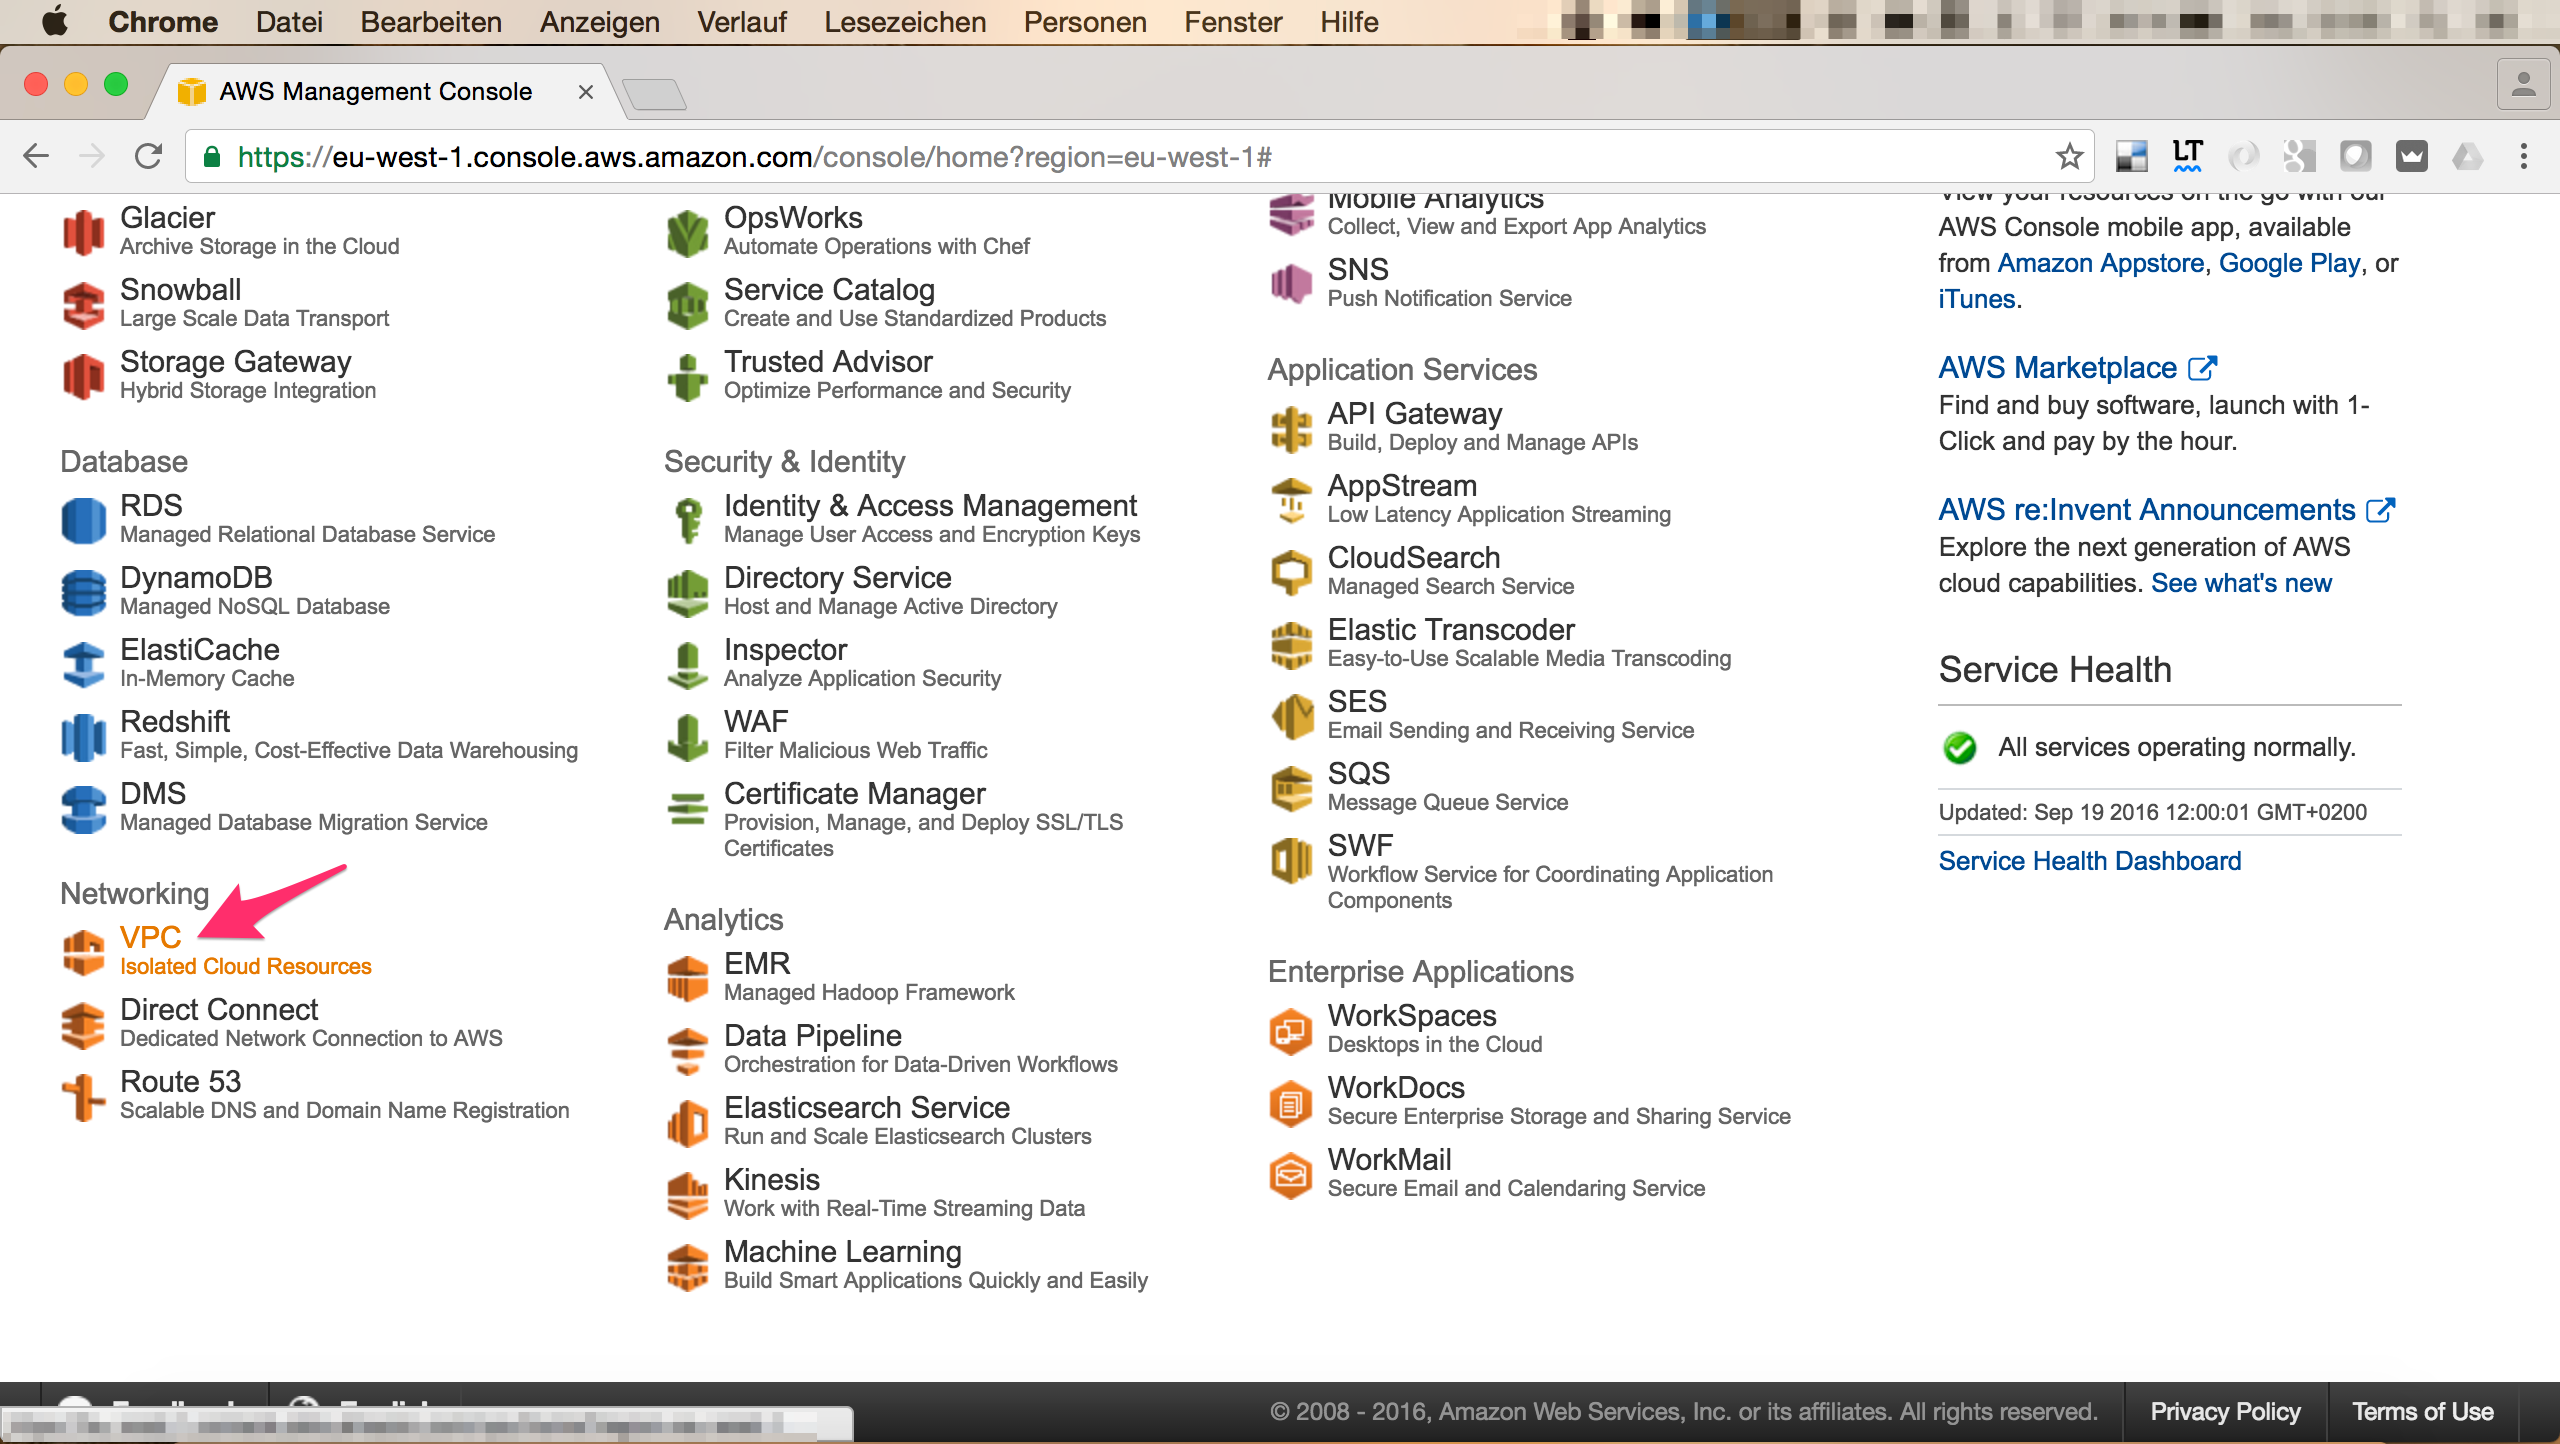 Chrome Datei Bearbeiten Anzeigen Verlauf Lesezeichen Personen Fenster Hilfe
AWS Management Console
https://eu-west-1.console.aws.amazon.com/console/home?region=eu-west-1#
LT
Glacier
Archive Storage in the Cloud
Snowball
Large Scale Data Transport
Storage Gateway
Hybrid Storage Integration
Database
RDS
Managed Relational Database Service
DynamoDB
Managed NoSQL Database
ElastiCache
In-Memory Cache
Redshift
Fast, Simple, Cost-Effective Data Warehousing
DMS
Managed Database Migration Service
Networking
VPC
Isolated Cloud Resources
Direct Connect
Dedicated Network Connection to AWS
Route 53
Scalable DNS and Domain Name Registration
OpsWorks
Automate Operations with Chef
Service Catalog
Create and Use Standardized Products
Trusted Advisor
Optimize Performance and Security
Security & Identity
Identity & Access Management
Manage User Access and Encryption Keys
Directory Service
Host and Manage Active Directory
Inspector
Analyze Application Security
WAF
Filter Malicious Web Traffic
Certificate Manager
Provision, Manage, and Deploy SSL/TLS
Certificates
Analytics
EMR
Managed Hadoop Framework
Data Pipeline
Orchestration for Data-Driven Workflows
Elasticsearch Service
Run and Scale Elasticsearch Clusters
Kinesis
Work with Real-Time Streaming Data
Machine Learning
Build Smart Applications Quickly and Easily
Mobile Analytics
Collect, View and Export App Analytics
SNS
Push Notification Service
Application Services
API Gateway
Build, Deploy and Manage APIs
AppStream
Low Latency Application Streaming
CloudSearch
Managed Search Service
Elastic Transcoder
Easy-to-Use Scalable Media Transcoding
SES
Email Sending and Receiving Service
SQS
Message Queue Service
SWF
Workflow Service for Coordinating Application
Components
Enterprise Applications
WorkSpaces
Desktops in the Cloud
WorkDocs
Secure Enterprise Storage and Sharing Service
WorkMail
Secure Email and Calendaring Service
View your resources on the go with our
AWS Console mobile app, available
from Amazon Appstore, Google Play, or
iTunes.
AWS Marketplace
Find and buy software, launch with 1-
Click and pay by the hour.
AWS re:Invent Announcements
Explore the next generation of AWS
cloud capabilities. See what's new
Service Health
All services operating normally.
Updated: Sep 19 2016 12:00:01 GMT+0200
Service Health Dashboard
© 2008 - 2016, Amazon Web Services, Inc. or its affiliates. All rights reserved. Privacy Policy Terms of Use